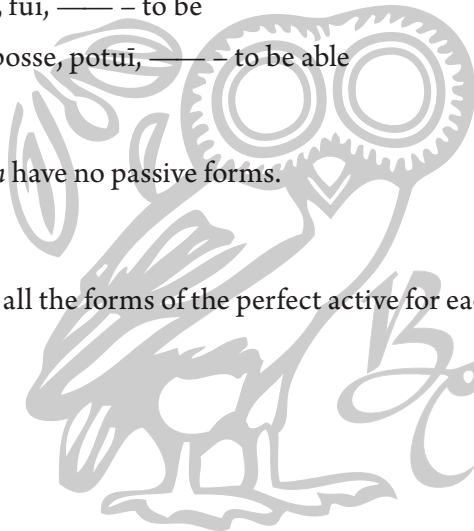 , fuī, —— – to be
posse, potuī, —— – to be able
have no passive forms.
all the forms of the perfect active for